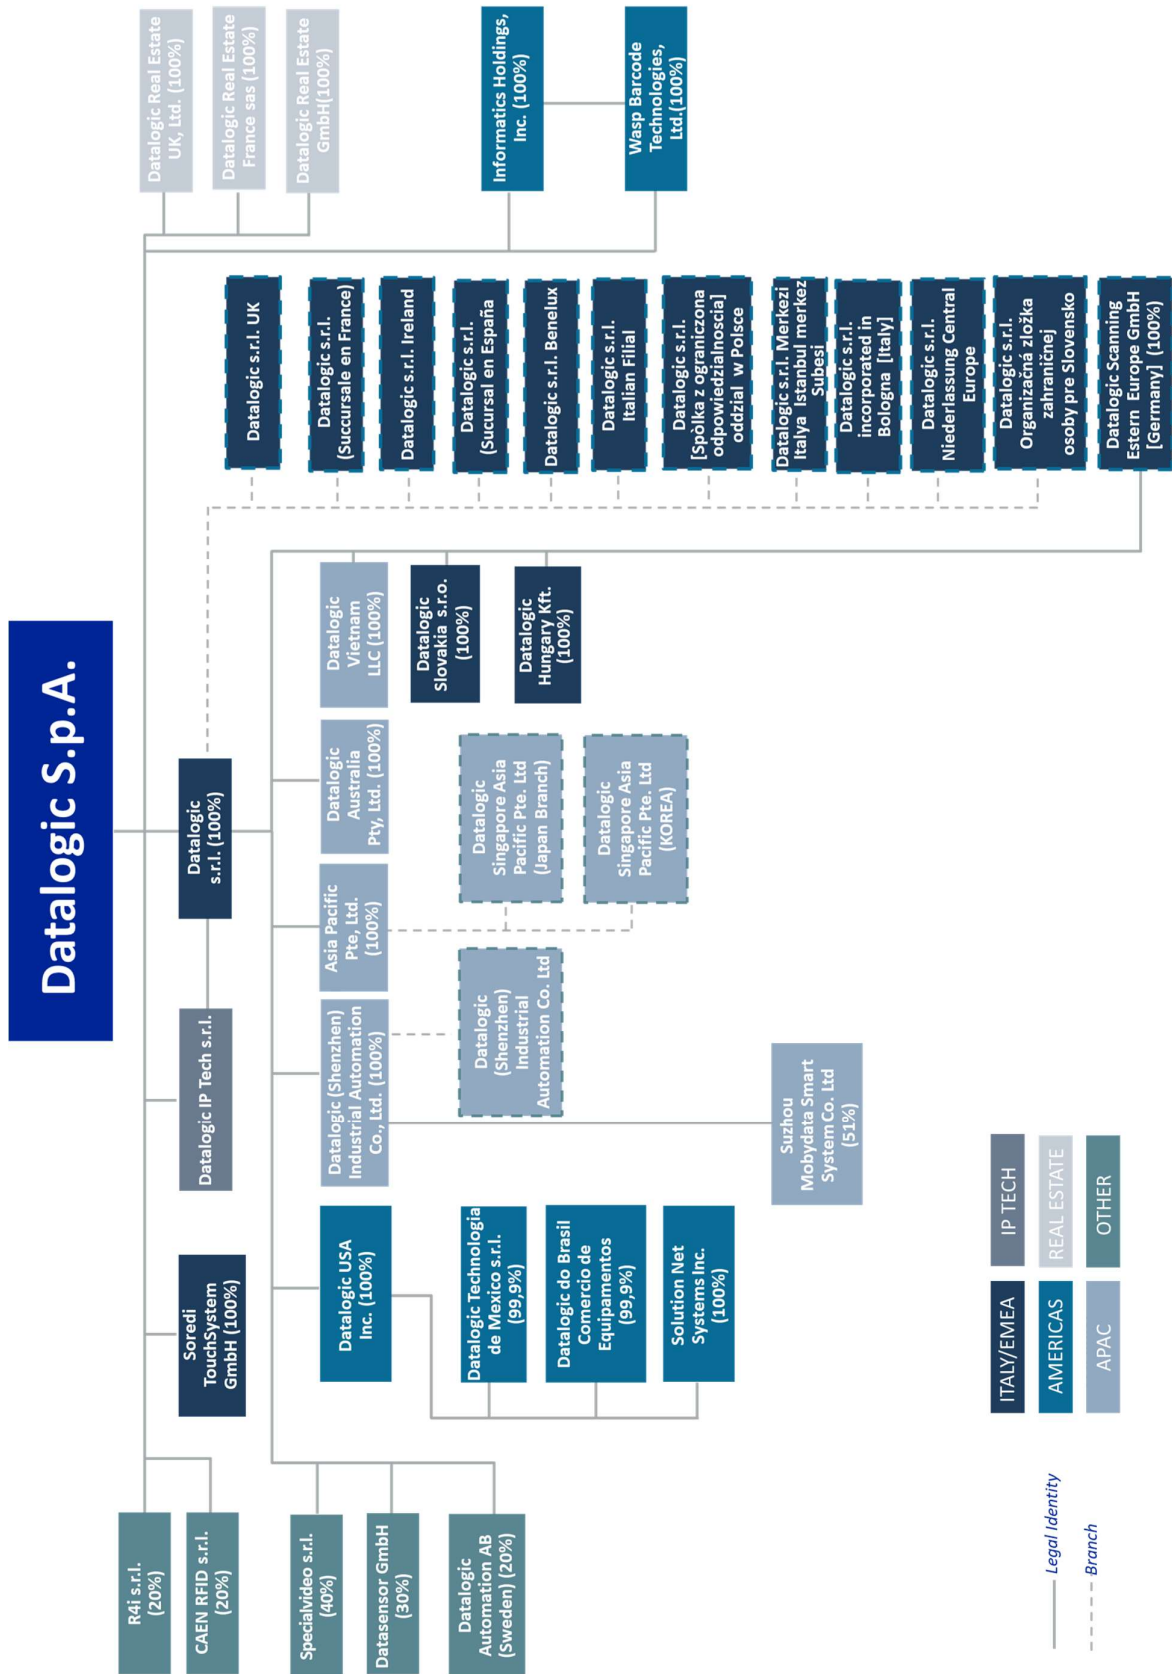 Datalogic S.p.A.
R4i s.r.l.
(20%)
CAEN RFID s.r.l.
(20%)
Soredi
TouchSystem
GmbH (100%)
Datalogic IP Tech s.r.l.
Datalogic
s.r.l. (100%)
Datalogic Real Estate
UK, Ltd. (100%)
Datalogic Real Estate
France sas (100%)
Datalogic Real Estate
GmbH(100%)
Informatics Holdings,
Inc. (100%)
Wasp Barcode
Technologies,
Ltd.(100%)
Specialvideo s.r.l.
(40%)
Datasensor GmbH
(30%)
Datalogic
Automation AB
(Sweden) (20%)
Datalogic USA
Inc. (100%)
Datalogic Technologia
de Mexico s.r.l.
(99,9%)
Datalogic do Brasil
Comercio de
Equipamentos
(99,9%)
Solution Net
Systems Inc.
(100%)
Datalogic (Shenzhen)
Industrial Automation
Co., Ltd. (100%)
Datalogic
(Shenzhen)
Industrial
Automation Co. Ltd
Suzhou
Mobydata Smart
System Co. Ltd
(51%)
Asia Pacific
Pte, Ltd.
(100%)
Datalogic
Singapore Asia
Pacific Pte. Ltd
(Japan Branch)
Datalogic
Singapore Asia
Pacific Pte. Ltd
(KOREA)
Datalogic
Australia
Pty, Ltd. (100%)
Datalogic
Vietnam
LLC (100%)
Datalogic
Slovakia s.r.o.
(100%)
Datalogic
Hungary Kft.
(100%)
Datalogic s.r.l. UK
Datalogic s.r.l.
(Succursale en France)
Datalogic s.r.l. Ireland
Datalogic s.r.l.
(Sucursal en España)
Datalogic s.r.l. Benelux
Datalogic s.r.l.
Italian Filial
Datalogic s.r.l.
[Spolka z ograniczona
odpowiedzialnoscia]
oddzial w Polsce
Datalogic s.r.l. Merkezi
Italya Istanbul merkez
Subesi
Datalogic s.r.l.
incorporated in
Bologna [Italy]
Datalogic s.r.l.
Niederlassung Central
Europe
Datalogic s.r.l.
Organizačná zložka
zahraničnej
osoby pre Slovensko
Datalogic Scanning
Estern Europe GmbH
[Germany] (100%)
Legal Identity
Branch
ITALY/EMEA
IP TECH
AMERICAS
REAL ESTATE
APAC
OTHER